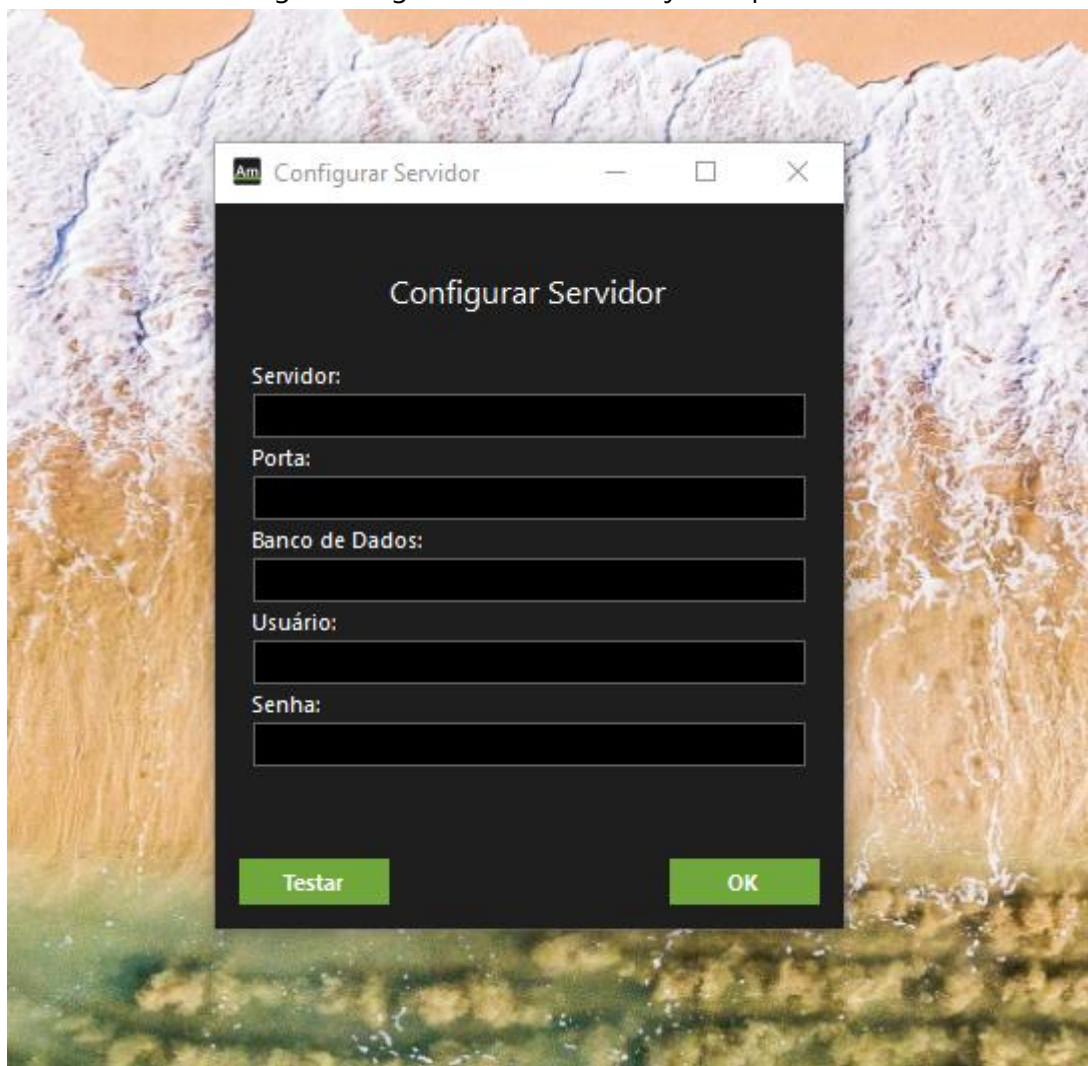 Am Configurar Servidor
Configurar Servidor
Servidor:
Porta:
Banco de Dados:
Usuário:
Senha:
Testar OK